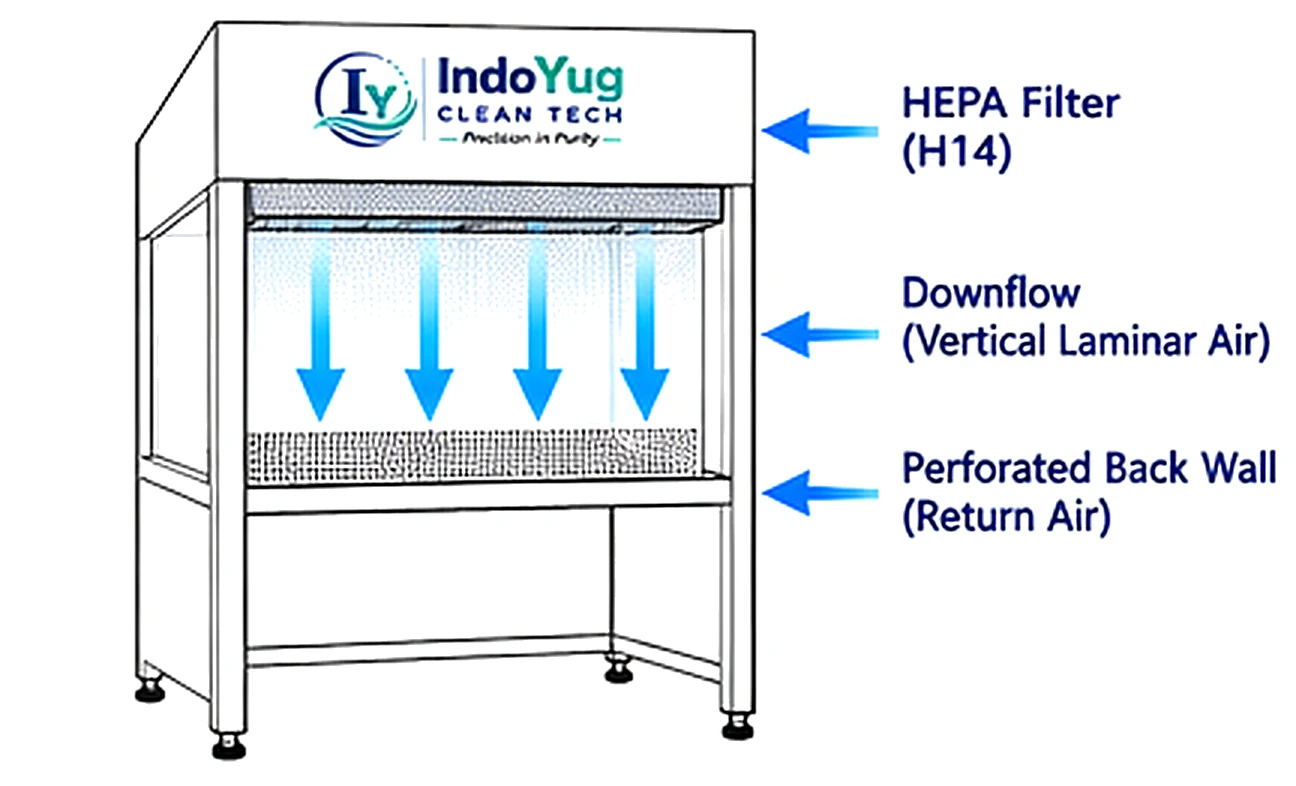 Iy
IndoYug
CLEAN TECH
Precision in Purity
HEPA Filter
(H14)
Downflow
(Vertical Laminar Air)
Perforated Back Wall
(Return Air)